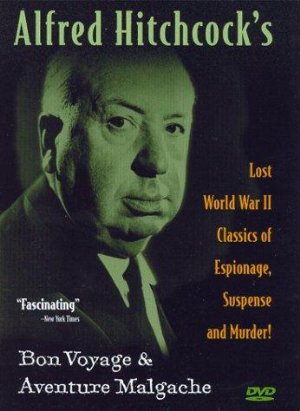 Alfred Hitchcock's
Lost
World War II
Classics of
Espionage,
Suspense
and Murder!
"Fascinating"
–New York Times
Bon Voyage &
Aventure Malgache
DVD